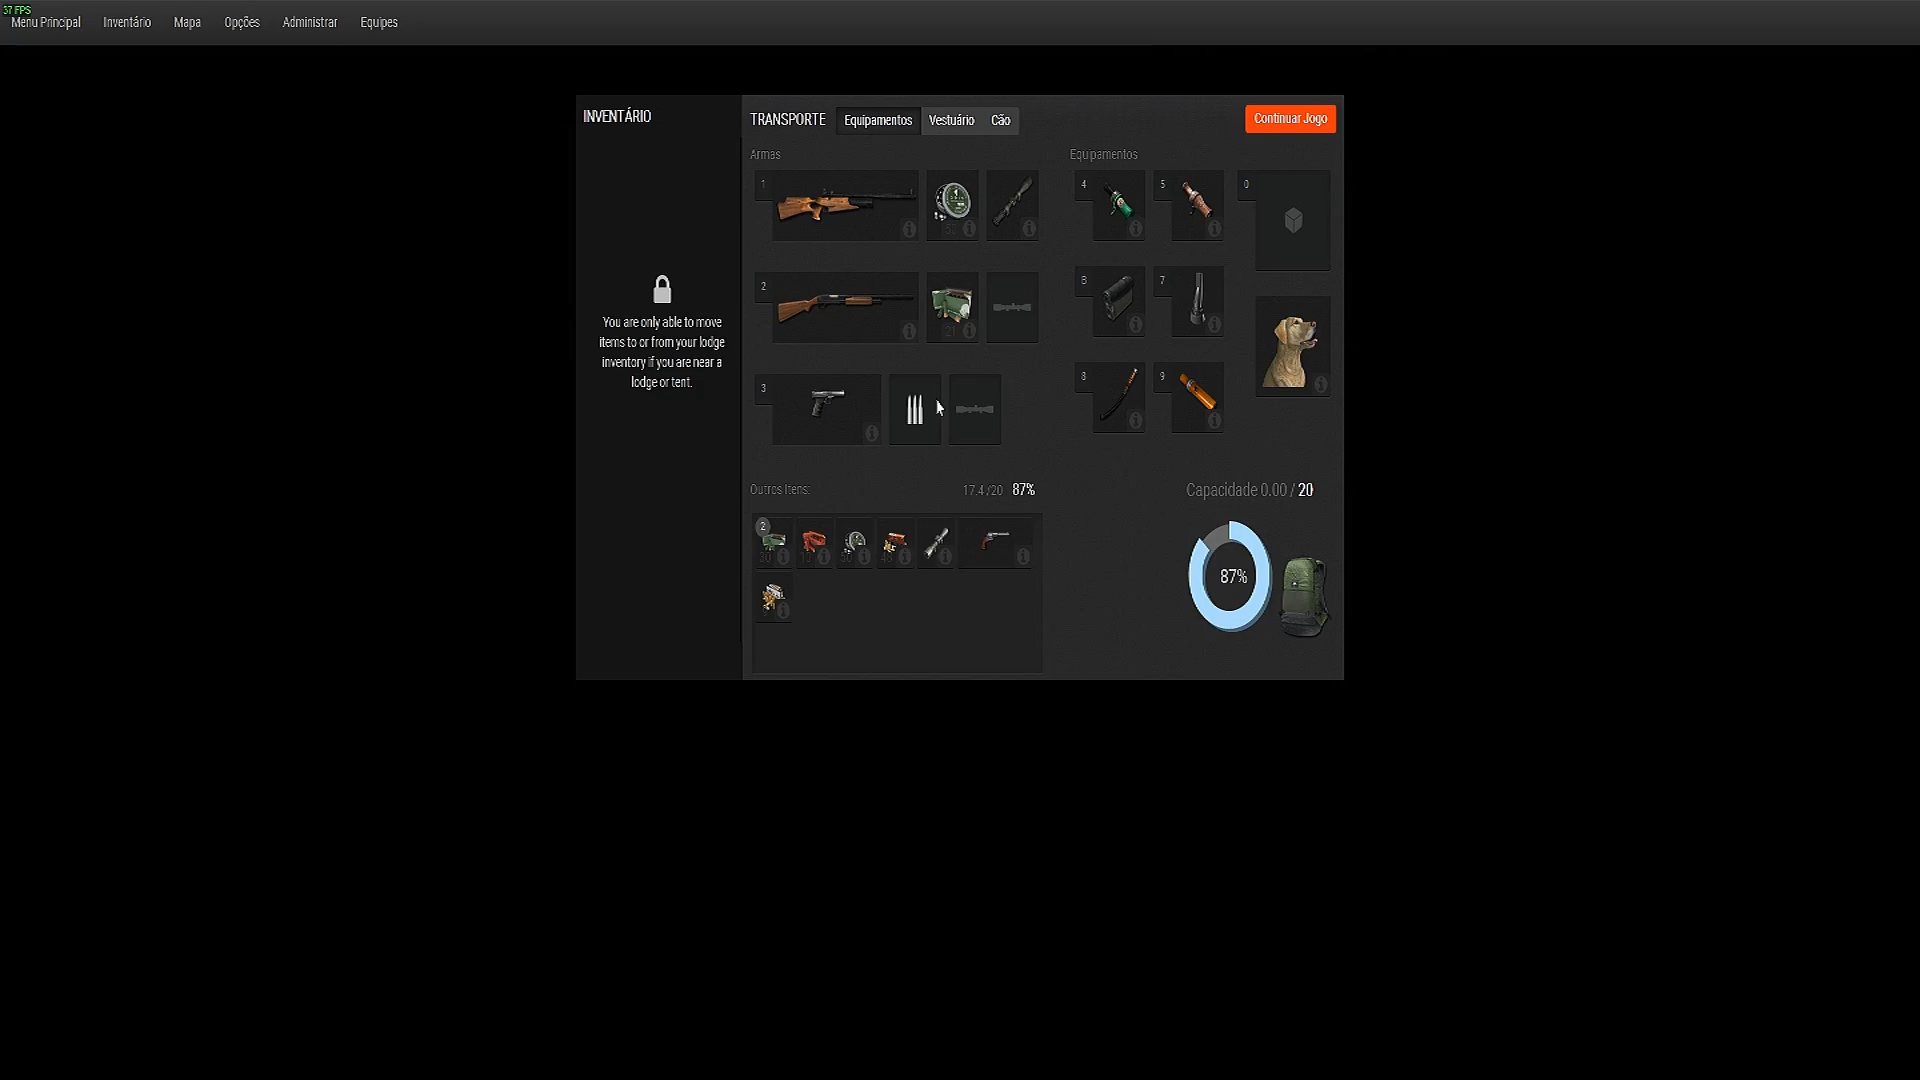 37 FPS
Menu Principal
Inventário
Mapa
Opções
Administrar
Equipes
INVENTÁRIO
TRANSPORTE
Equipamentos
Vestuário
Cão
Continuar Jogo
Armas
Equipamentos
1
50
4
5
0
You are only able to move
items to or from your lodge
inventory if you are near a
lodge or tent.
2
21
7
3
8
9
Outros Itens:
17.4 /20
87%
Capacidade 0.00 / 20
2
87%